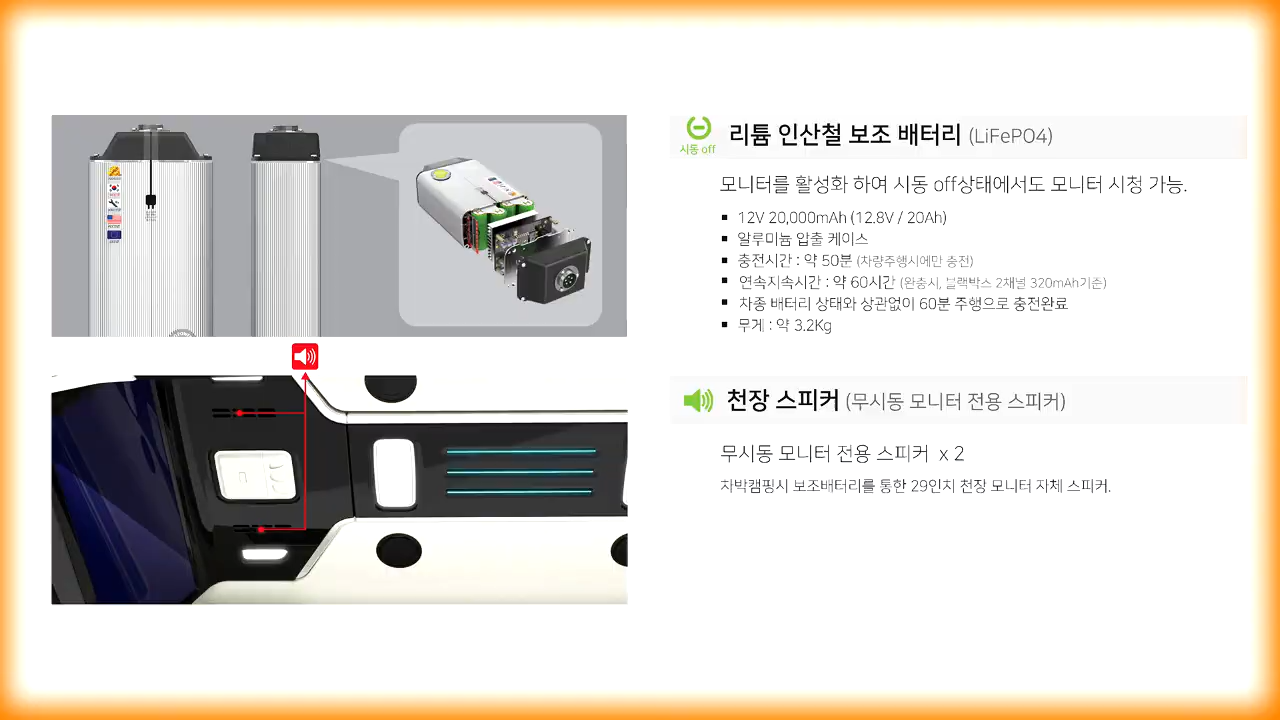 시동 off
리튬 인산철 보조 배터리 (LiFePO4)
모니터를 활성화 하여 시동 off상태에서도 모니터 시청 가능.
▪ 12V 20,000mAh (12.8V / 20Ah)
▪ 알루미늄 압출 케이스
▪ 충전시간 : 약 50분 (차량주행시에만 충전)
▪ 연속지속시간 : 약 60시간 (완충시, 블랙박스 2채널 320mAh기준)
▪ 차종 배터리 상태와 상관없이 60분 주행으로 충전완료
▪ 무게 : 약 3.2Kg
천장 스피커 (무시동 모니터 전용 스피커)
무시동 모니터 전용 스피커 x 2
차박캠핑시 보조배터리를 통한 29인치 천장 모니터 자체 스피커.